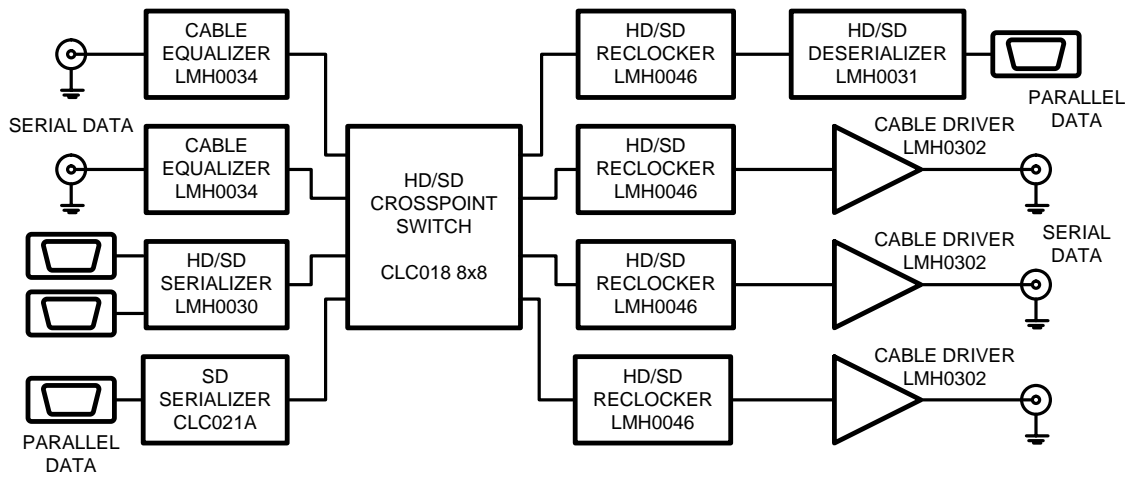 SERIAL DATA
CABLE
EQUALIZER
LMH0034
CABLE
EQUALIZER
LMH0034
HD/SD
SERIALIZER
LMH0030
SD
SERIALIZER
CLC021A
PARALLEL
DATA
HD/SD
CROSSPOINT
SWITCH
CLC018 8x8
HD/SD
RECLOCKER
LMH0046
HD/SD
DESERIALIZER
LMH0031
PARALLEL
DATA
HD/SD
RECLOCKER
LMH0046
CABLE DRIVER
LMH0302
HD/SD
RECLOCKER
LMH0046
CABLE DRIVER
LMH0302
SERIAL
DATA
HD/SD
RECLOCKER
LMH0046
CABLE DRIVER
LMH0302